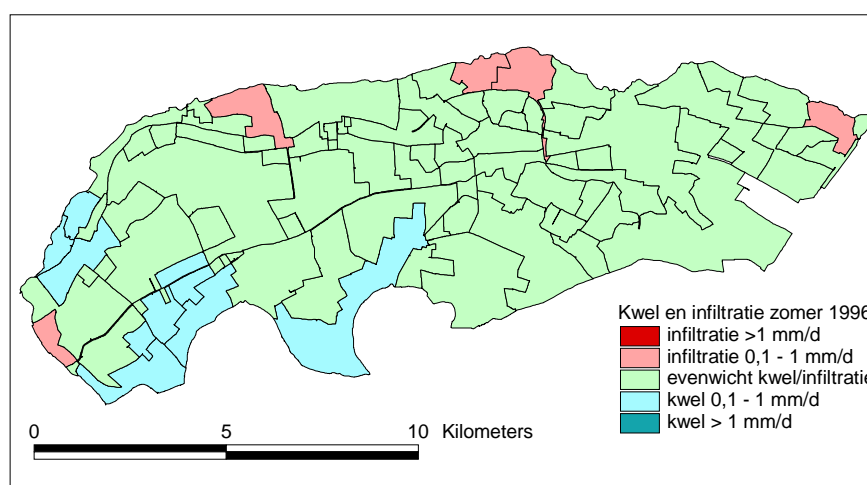 Kwel en infiltratie zomer 1996
infiltratie >1 mm/d
infiltratie 0,1 - 1 mm/d
evenwicht kwel/infiltratie
kwel 0,1 - 1 mm/d
kwel > 1 mm/d
0 5 10 Kilometers